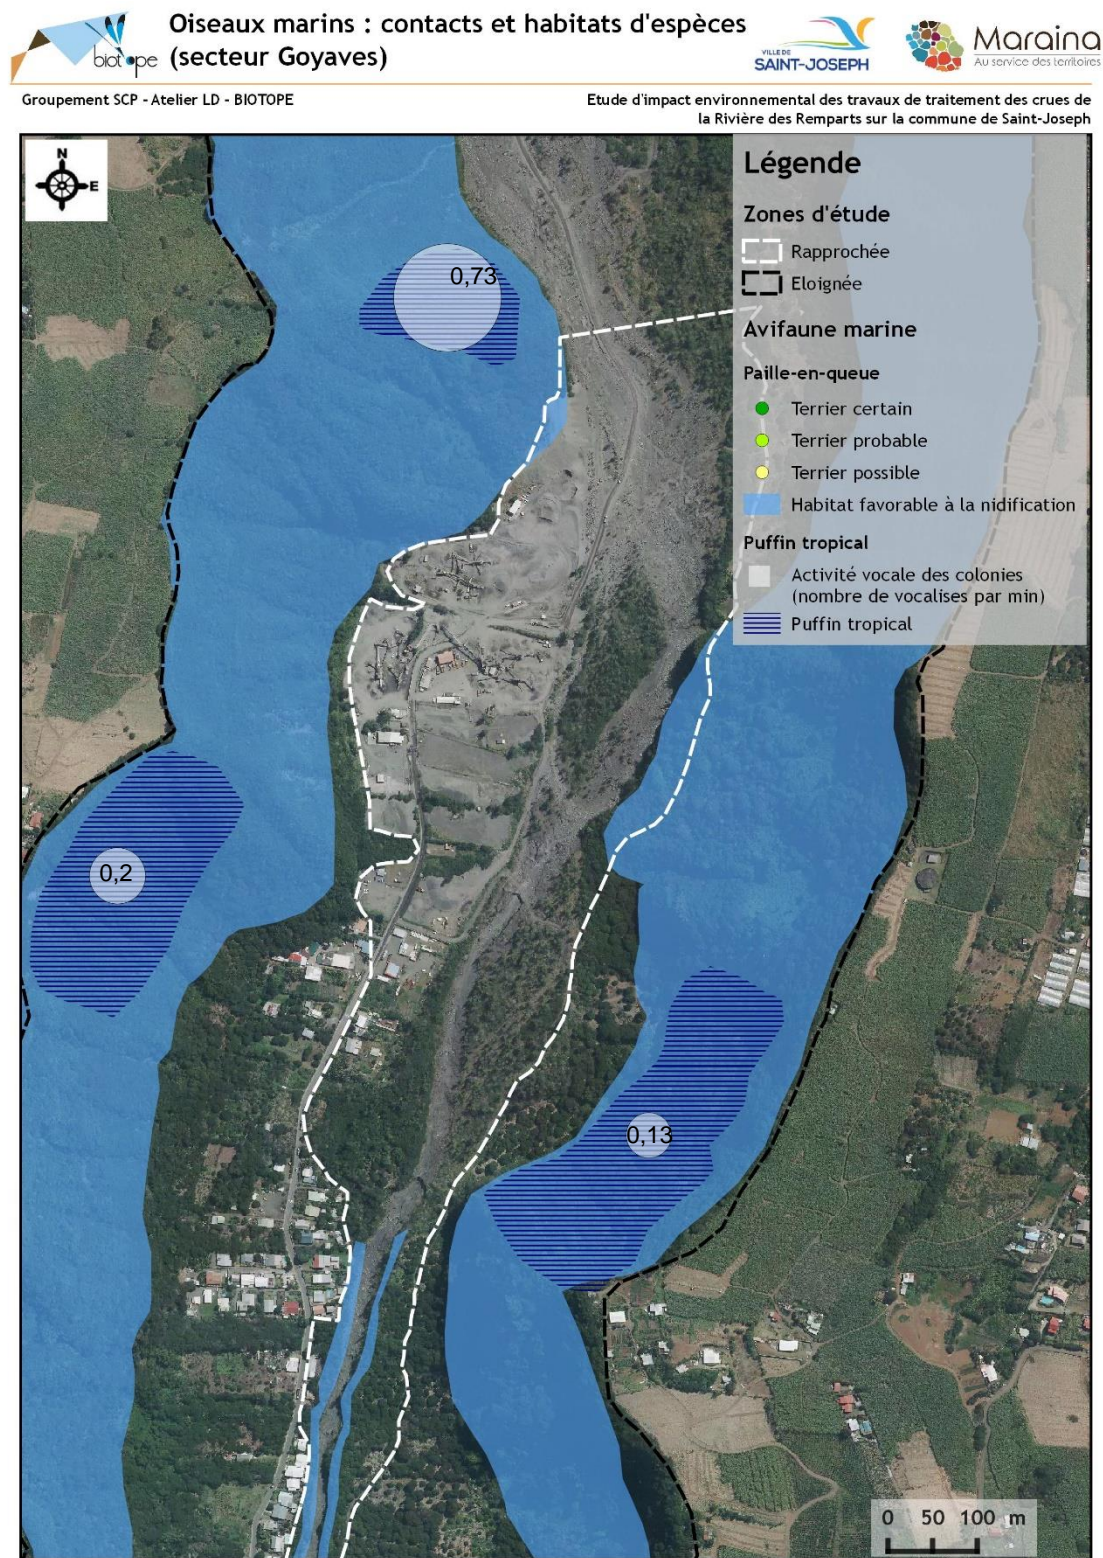 biotope
Oiseaux marins : contacts et habitats d'espèces
(secteur Goyaves)
VILLE DE
SAINT-JOSEPH
Maraina
Au service des territoires
Groupement SCP - Atelier LD - BIOTOPE
Etude d'impact environnemental des travaux de traitement des crues de
la Rivière des Remparts sur la commune de Saint-Joseph
N
E
Légende
Zones d'étude
Rapprochée
Eloignée
Avifaune marine
Paille-en-queue
Terrier certain
Terrier probable
Terrier possible
Habitat favorable à la nidification
Puffin tropical
Activité vocale des colonies
(nombre de vocalises par min)
Puffin tropical
0,73
0,2
0,13
0 50 100 m